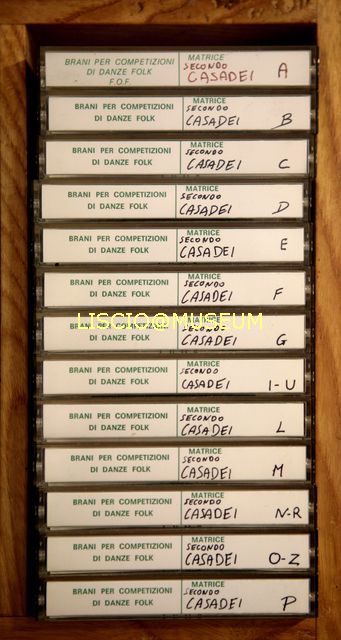 BRANI PER COMPETIZIONI
DI DANZE FOLK
F.O.F.
MATRICE
SECONDO
CASADEI A
BRANI PER COMPETIZIONI
DI DANZE FOLK
MATRICE
SECONDO
CASADEI B
BRANI PER COMPETIZIONI
DI DANZE FOLK
MATRICE
SECONDO
CASADEI C
BRANI PER COMPETIZIONI
DI DANZE FOLK
MATRICE
SECONDO
CASADEI D
BRANI PER COMPETIZIONI
DI DANZE FOLK
MATRICE
SECONDO
CASADEI E
BRANI PER COMPETIZIONI
DI DANZE FOLK
MATRICE
SECONDO
CASADEI F
LISCIO@MUSEUM
BRANI PER COMPETIZIONI
DI DANZE FOLK
MATRICE
SECONDO
CASADEI G
BRANI PER COMPETIZIONI
DI DANZE FOLK
MATRICE
SECONDO
CASADEI I-U
BRANI PER COMPETIZIONI
DI DANZE FOLK
MATRICE
SECONDO
CASADEI L
BRANI PER COMPETIZIONI
DI DANZE FOLK
MATRICE
SECONDO
CASADEI M
BRANI PER COMPETIZIONI
DI DANZE FOLK
MATRICE
SECONDO
CASADEI N-R
BRANI PER COMPETIZIONI
DI DANZE FOLK
MATRICE
SECONDO
CASADEI O-Z
BRANI PER COMPETIZIONI
DI DANZE FOLK
MATRICE
SECONDO
CASADEI P